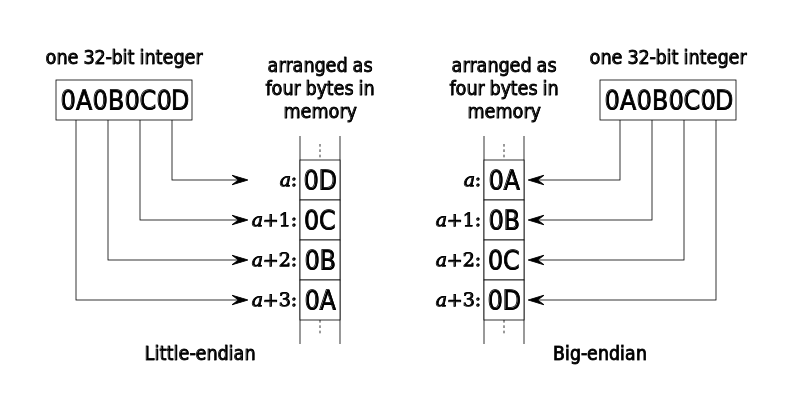 one 32-bit integer
0A0B0C0D
arranged as
four bytes in
memory
a: 0D
a+1: 0C
a+2: 0B
a+3: 0A
Little-endian
arranged as
four bytes in
memory
one 32-bit integer
0A0B0C0D
a: 0A
a+1: 0B
a+2: 0C
a+3: 0D
Big-endian